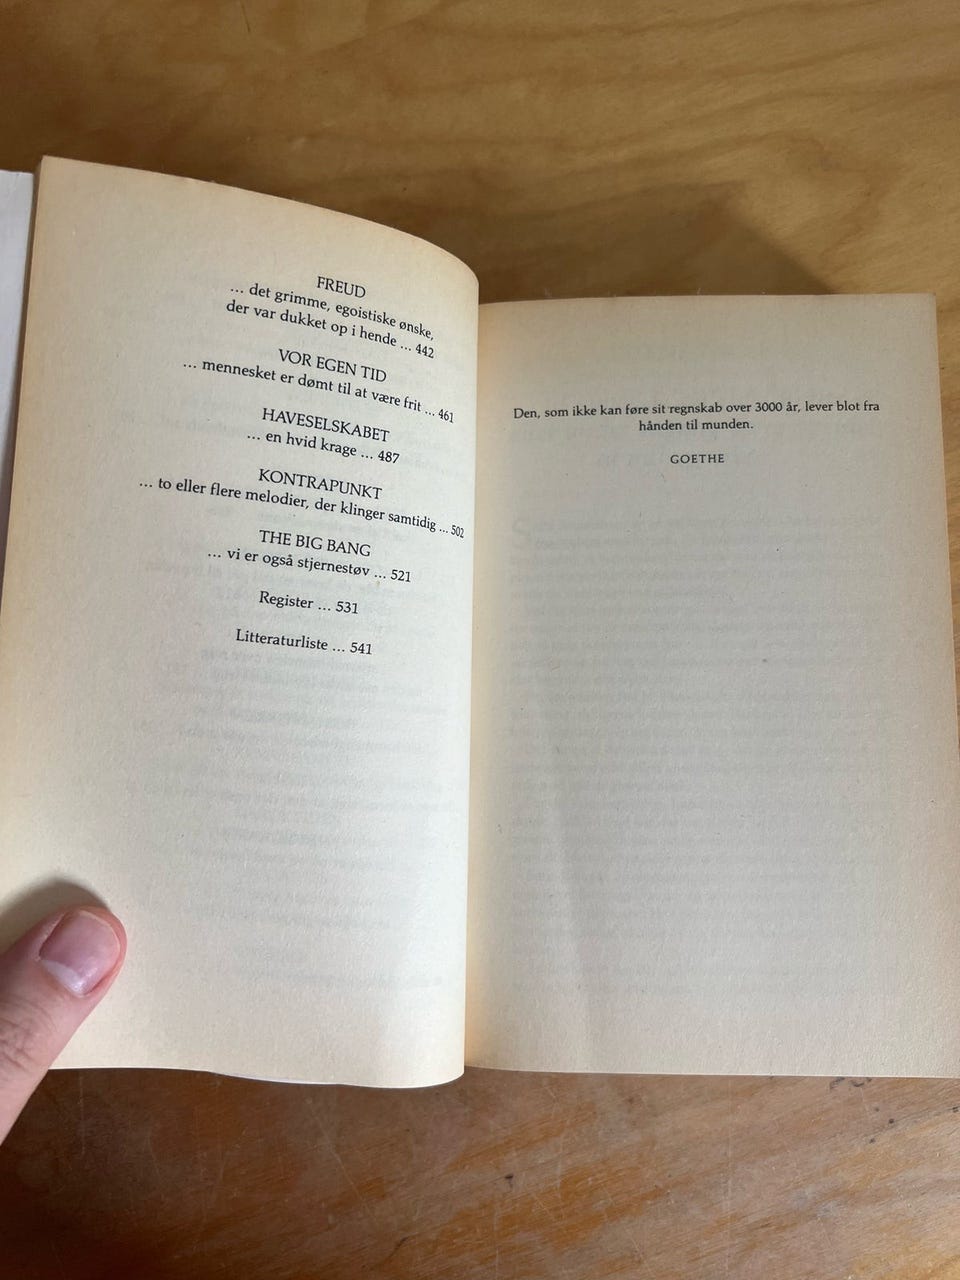 FREUD
... det grimme, egoistiske ønske,
der var dukket op i hende ... 442
VOR EGEN TID
... mennesket er dømt til at være frit ... 461
HAVESELSKABET
... en hvid krage ... 487
KONTRAPUNKT
... to eller flere melodier, der klinger samtidig ... 502
THE BIG BANG
... vi er også stjernestøv ... 521
Register ... 531
Litteraturliste ... 541
Den, som ikke kan føre sit regnskab over 3000 år, lever blot fra
hånden til munden.
GOETHE